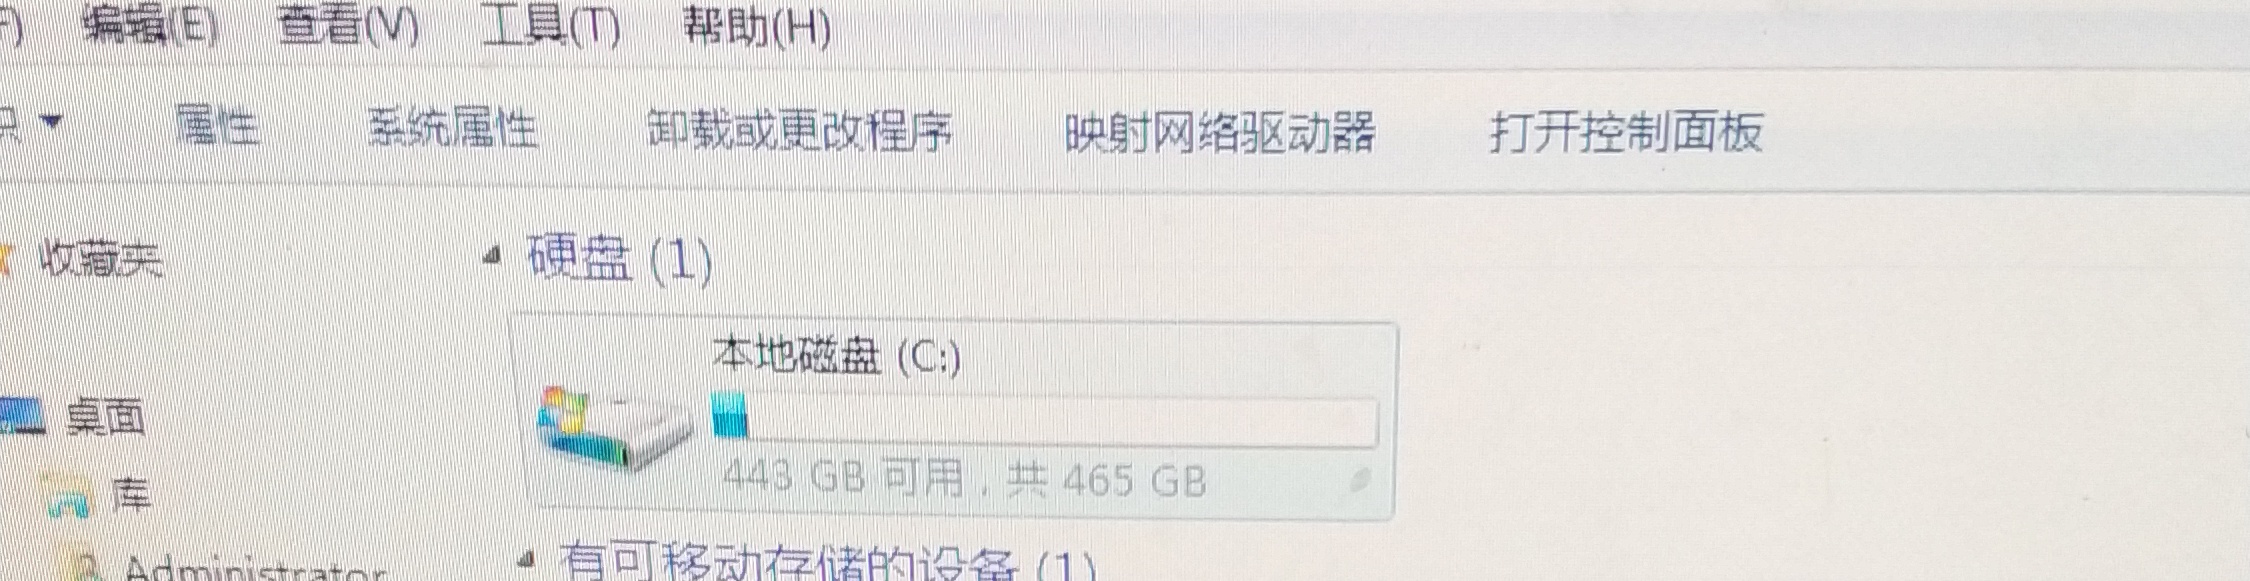 编辑(E) 查看(V) 工具(T) 帮助(H)
属性 系统属性 卸载或更改程序 映射网络驱动器 打开控制面板
收藏夹
硬盘 (1)
本地磁盘 (C:)
443 GB 可用 , 共 465 GB
桌面
库
Administrator
有可移动存储的设备 (1)